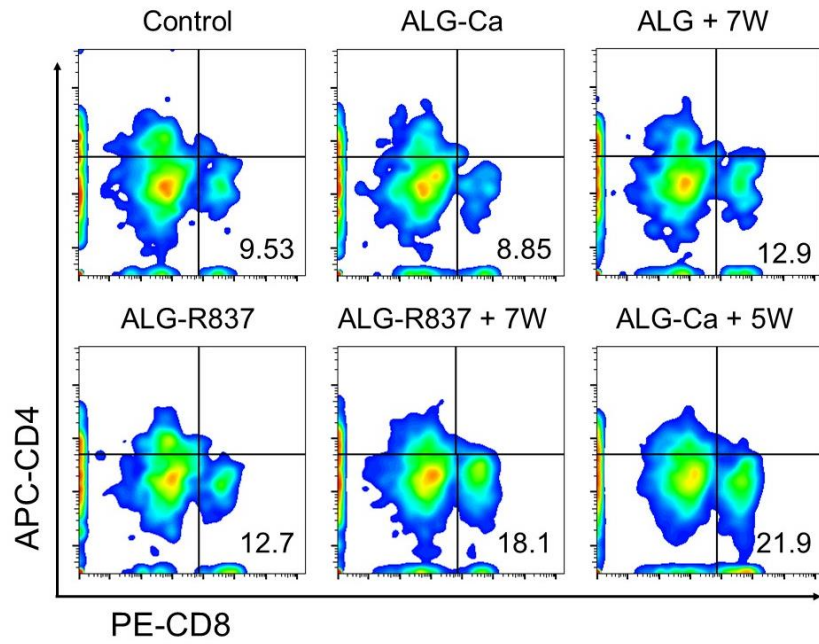 Control ALG-Ca ALG + 7W
9.53 8.85 12.9
ALG-R837 ALG-R837 + 7W ALG-Ca + 5W
12.7 18.1 21.9
APC-CD4
PE-CD8